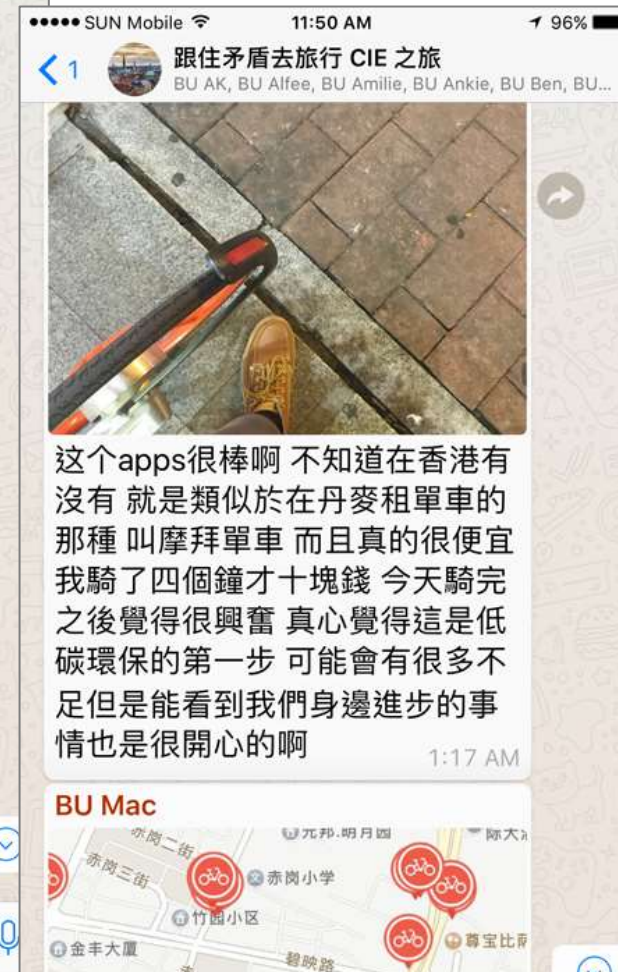 SUN Mobile 11:50 AM 96%
1 跟住矛盾去旅行 CIE 之旅
BU AK, BU Alfee, BU Amilie, BU Ankie, BU Ben, BU...
这个apps很棒啊 不知道在香港有
沒有 就是類似於在丹麥租單車的
那種 叫摩拜單車 而且真的很便宜
我騎了四個鐘才十塊錢 今天騎完
之後覺得很興奮 真心覺得這是低
碳環保的第一步 可能會有很多不
足但是能看到我們身邊進步的事
情也是很開心的啊
1:17 AM
BU Mac
元邦.明月园
赤岗二街
赤岗三街
赤岗小学
竹园小区
金丰大厦
碧映路